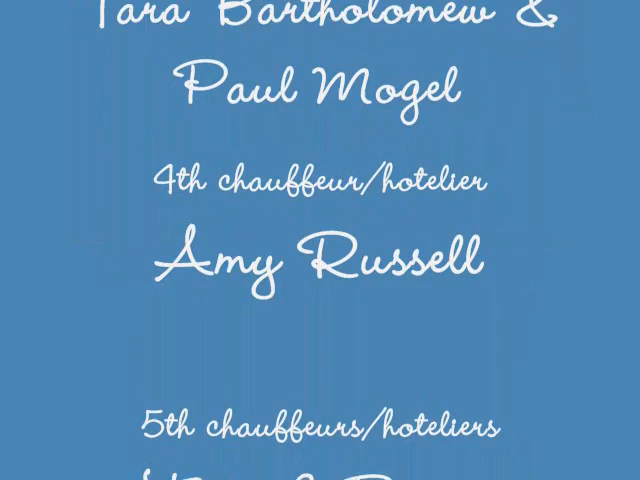 Tara Bartholomew &
Paul Mogel
4th chauffeur/hotelier
Amy Russell
5th chauffeurs/hoteliers